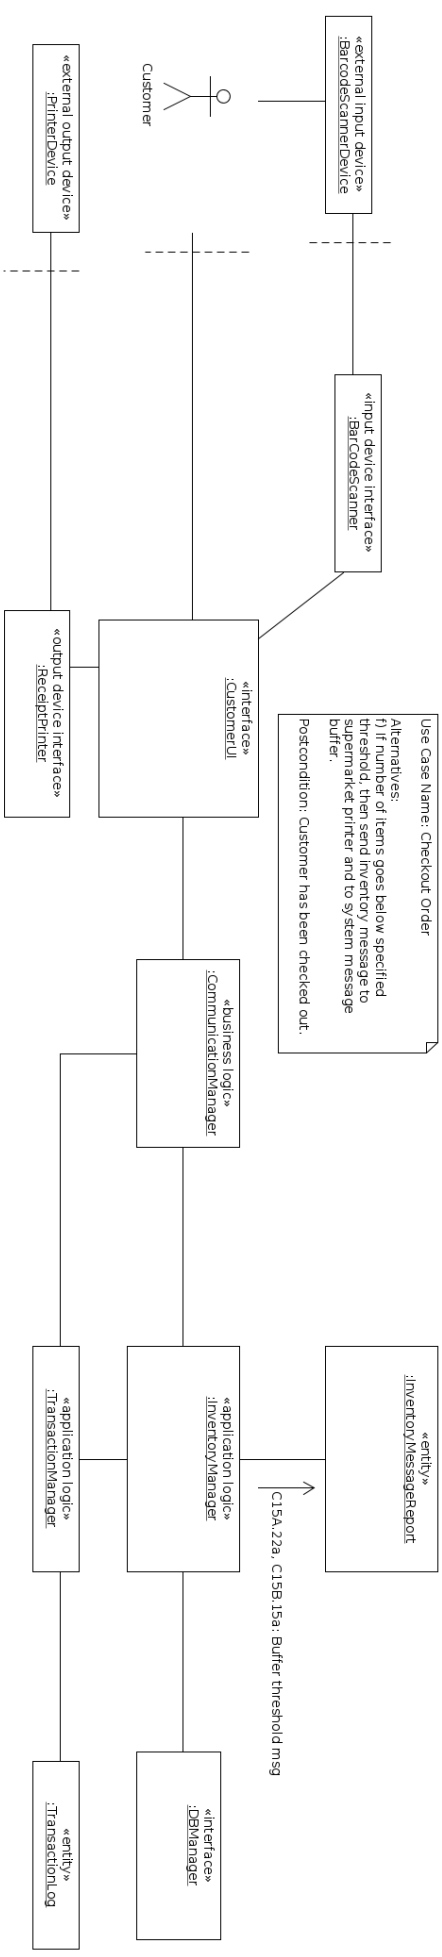 «external input device»
:BarcodeScannerDevice
Customer
«external output device»
:PrinterDevice
«input device interface»
:BarCodeScanner
Use Case Name: Checkout Order
Alternatives:
f) If number of items goes below specified
threshold, then send inventory message to
supermarket printer and to system message
buffer.
Postcondition: Customer has been checked out.
«interface»
:CustomerUI
«output device interface»
:ReceiptPrinter
«business logic»
:CommunicationManager
«entity»
:InventoryMessageReport
C15A.22a, C15B.15a: Buffer threshold msg
«application logic»
:InventoryManager
«application logic»
:TransactionManager
«interface»
:DBManager
«entity»
:TransactionLog